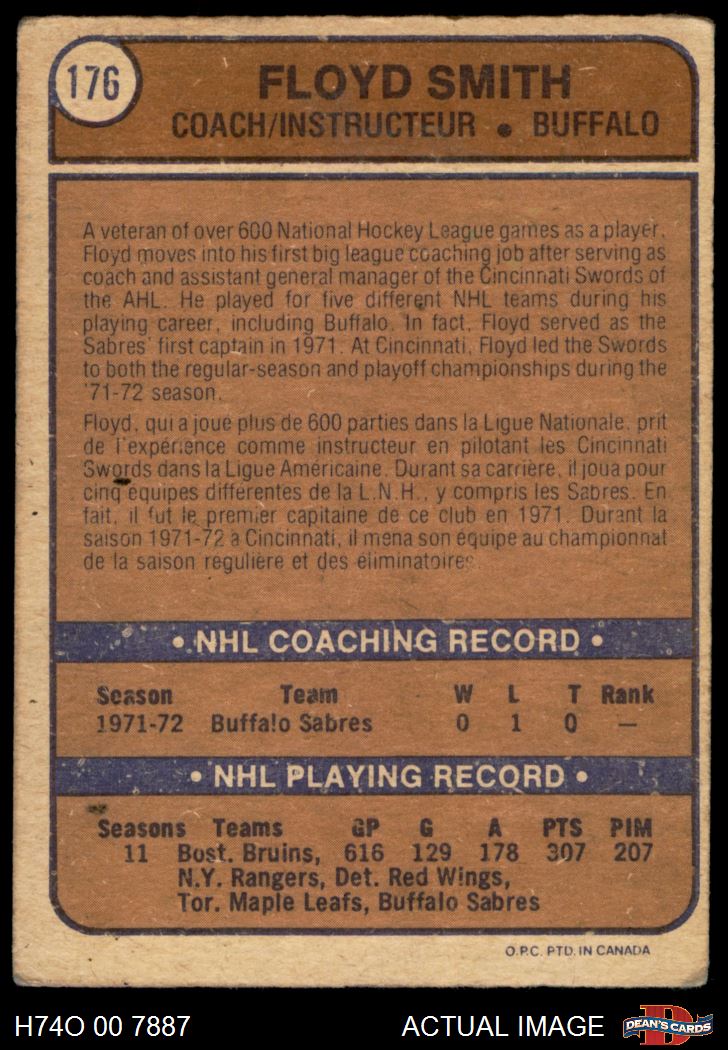 176
FLOYD SMITH
COACH/INSTRUCTEUR • BUFFALO
A veteran of over 600 National Hockey League games as a player,
Floyd moves into his first big league coaching job after serving as
coach and assistant general manager of the Cincinnati Swords of
the AHL. He played for five different NHL teams during his
playing career, including Buffalo. In fact, Floyd served as the
Sabres' first captain in 1971. At Cincinnati, Floyd led the Swords
to both the regular-season and playoff championships during the
'71-72 season.
Floyd, qui a joué plus de 600 parties dans la Ligue Nationale, prit
de l'expérience comme instructeur en pilotant les Cincinnati
Swords dans la Ligue Américaine. Durant sa carrière, il joua pour
cinq équipes différentes de la L.N.H., y compris les Sabres. En
fait, il fut le premier capitaine de ce club en 1971. Durant la
saison 1971-72 à Cincinnati, il mena son équipe au championnat
de la saison regulière et des eliminatoires
• NHL COACHING RECORD •
Season Team W L T Rank
1971-72 Buffalo Sabres 0 1 0 —
• NHL PLAYING RECORD •
Seasons Teams GP G A PTS PIM
11 Bost. Bruins, 616 129 178 307 207
N.Y. Rangers, Det. Red Wings,
Tor. Maple Leafs, Buffalo Sabres
O.P.C. PTD. IN CANADA
H74O 00 7887 ACTUAL IMAGE
D
DEAN'S CARDS